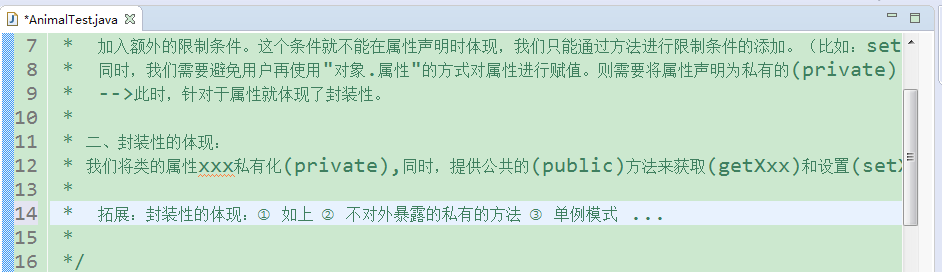 *AnimalTest.java
7 * 加入额外的限制条件。这个条件就不能在属性声明时体现，我们只能通过方法进行限制条件的添加。（比如：set
8 * 同时，我们需要避免用户再使用"对象.属性"的方式对属性进行赋值。则需要将属性声明为私有的(private)
9 * -->此时，针对于属性就体现了封装性。
10 *
11 * 二、封装性的体现：
12 * 我们将类的属性xxx私有化(private),同时，提供公共的(public)方法来获取(getXxx)和设置(set
13 *
14 * 拓展：封装性的体现：① 如上 ② 不对外暴露的私有的方法 ③ 单例模式 ...
15 *
16 */